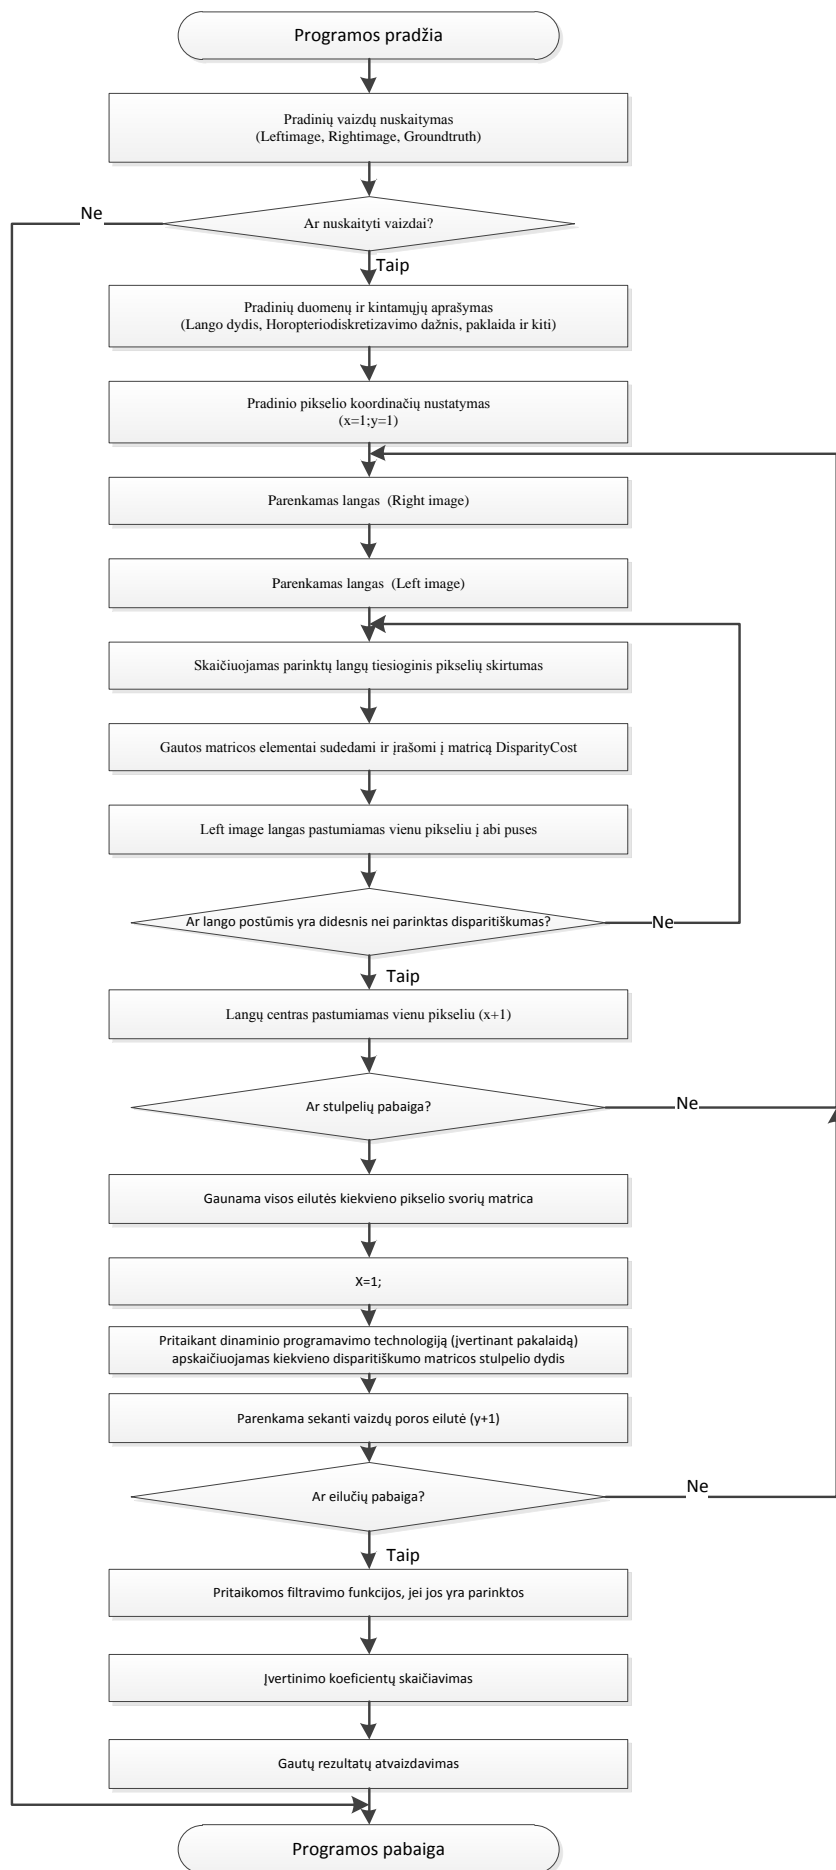 Programos pradžia
Pradinių vaizdų nuskaitymas
(Leftimage, Rightimage, Groundtruth)
Ne
Ar nuskaityti vaizdai?
Taip
Pradinių duomenų ir kintamųjų aprašymas
(Lango dydis, Horopteriodiskretizavimo dažnis, paklaida ir kiti)
Pradinio pikselio koordinačių nustatymas
(x=1;y=1)
Parenkamas langas (Right image)
Parenkamas langas (Left image)
Skaičiuojamas parinktų langų tiesioginis pikselių skirtumas
Gautos matricos elementai sudedami ir įrašomi į matricą DisparityCost
Left image langas pastumiamas vienu pikseliu į abi puses
Ar lango postūmis yra didesnis nei parinktas disparitiškumas?
Ne
Taip
Langų centras pastumiamas vienu pikseliu (x+1)
Ar stulpelių pabaiga?
Ne
Gaunama visos eilutės kiekvieno pikselio svorių matrica
X=1;
Pritaikant dinaminio programavimo technologiją (įvertinant pakalaidą)
apskaičiuojamas kiekvieno disparitiškumo matricos stulpelio dydis
Parenkama sekanti vaizdų poros eilutė (y+1)
Ar eilučių pabaiga?
Ne
Taip
Pritaikomos filtravimo funkcijos, jei jos yra parinktos
Įvertinimo koeficientų skaičiavimas
Gautų rezultatų atvaizdavimas
Programos pabaiga